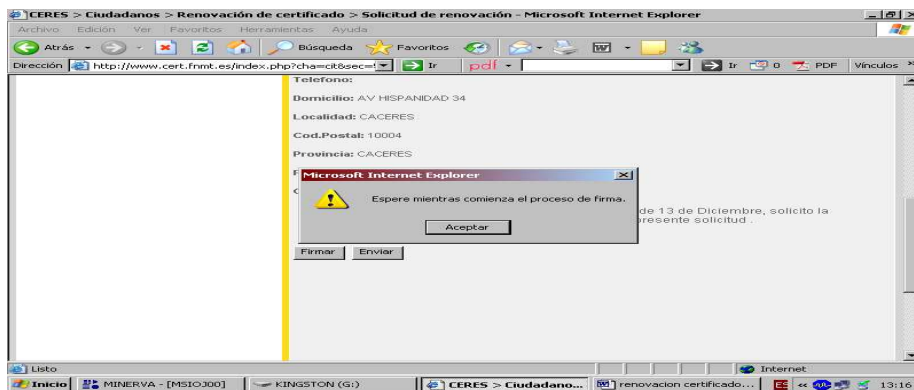 CERES > Ciudadanos > Renovación de certificado > Solicitud de renovación - Microsoft Internet Explorer
Archivo Edición Ver Favoritos Herramientas Ayuda
Atrás Búsqueda Favoritos
Dirección http://www.cert.fnmt.es/index.php?cha=cit&sec= Ir pdf Ir 0 PDF Vínculos
Telefono:
Domicilio: AV HISPANIDAD 34
Localidad: CACERES
Cod.Postal: 10004
Provincia: CACERES
Microsoft Internet Explorer
Espere mientras comienza el proceso de firma.
de 13 de Diciembre, solicito la
presente solicitud .
Aceptar
Firmar Enviar
Listo Internet
Inicio MINERVA - [MSIOJ00] KINGSTON (G:) CERES > Ciudadano... renovacion certificado... ES 13:16